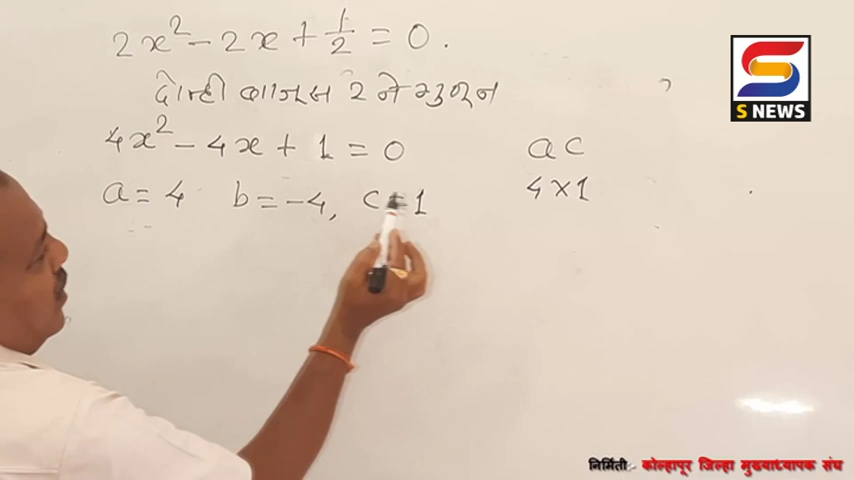 2x² - 2x + 1/2 = 0.
दोन्ही बाजूस 2 ने गुणून
4x² - 4x + 1 = 0
ac
a = 4 b = -4, c = 1
4×1
S NEWS
निर्मिती:- कोल्हापूर जिल्हा मुख्याध्यापक संघ